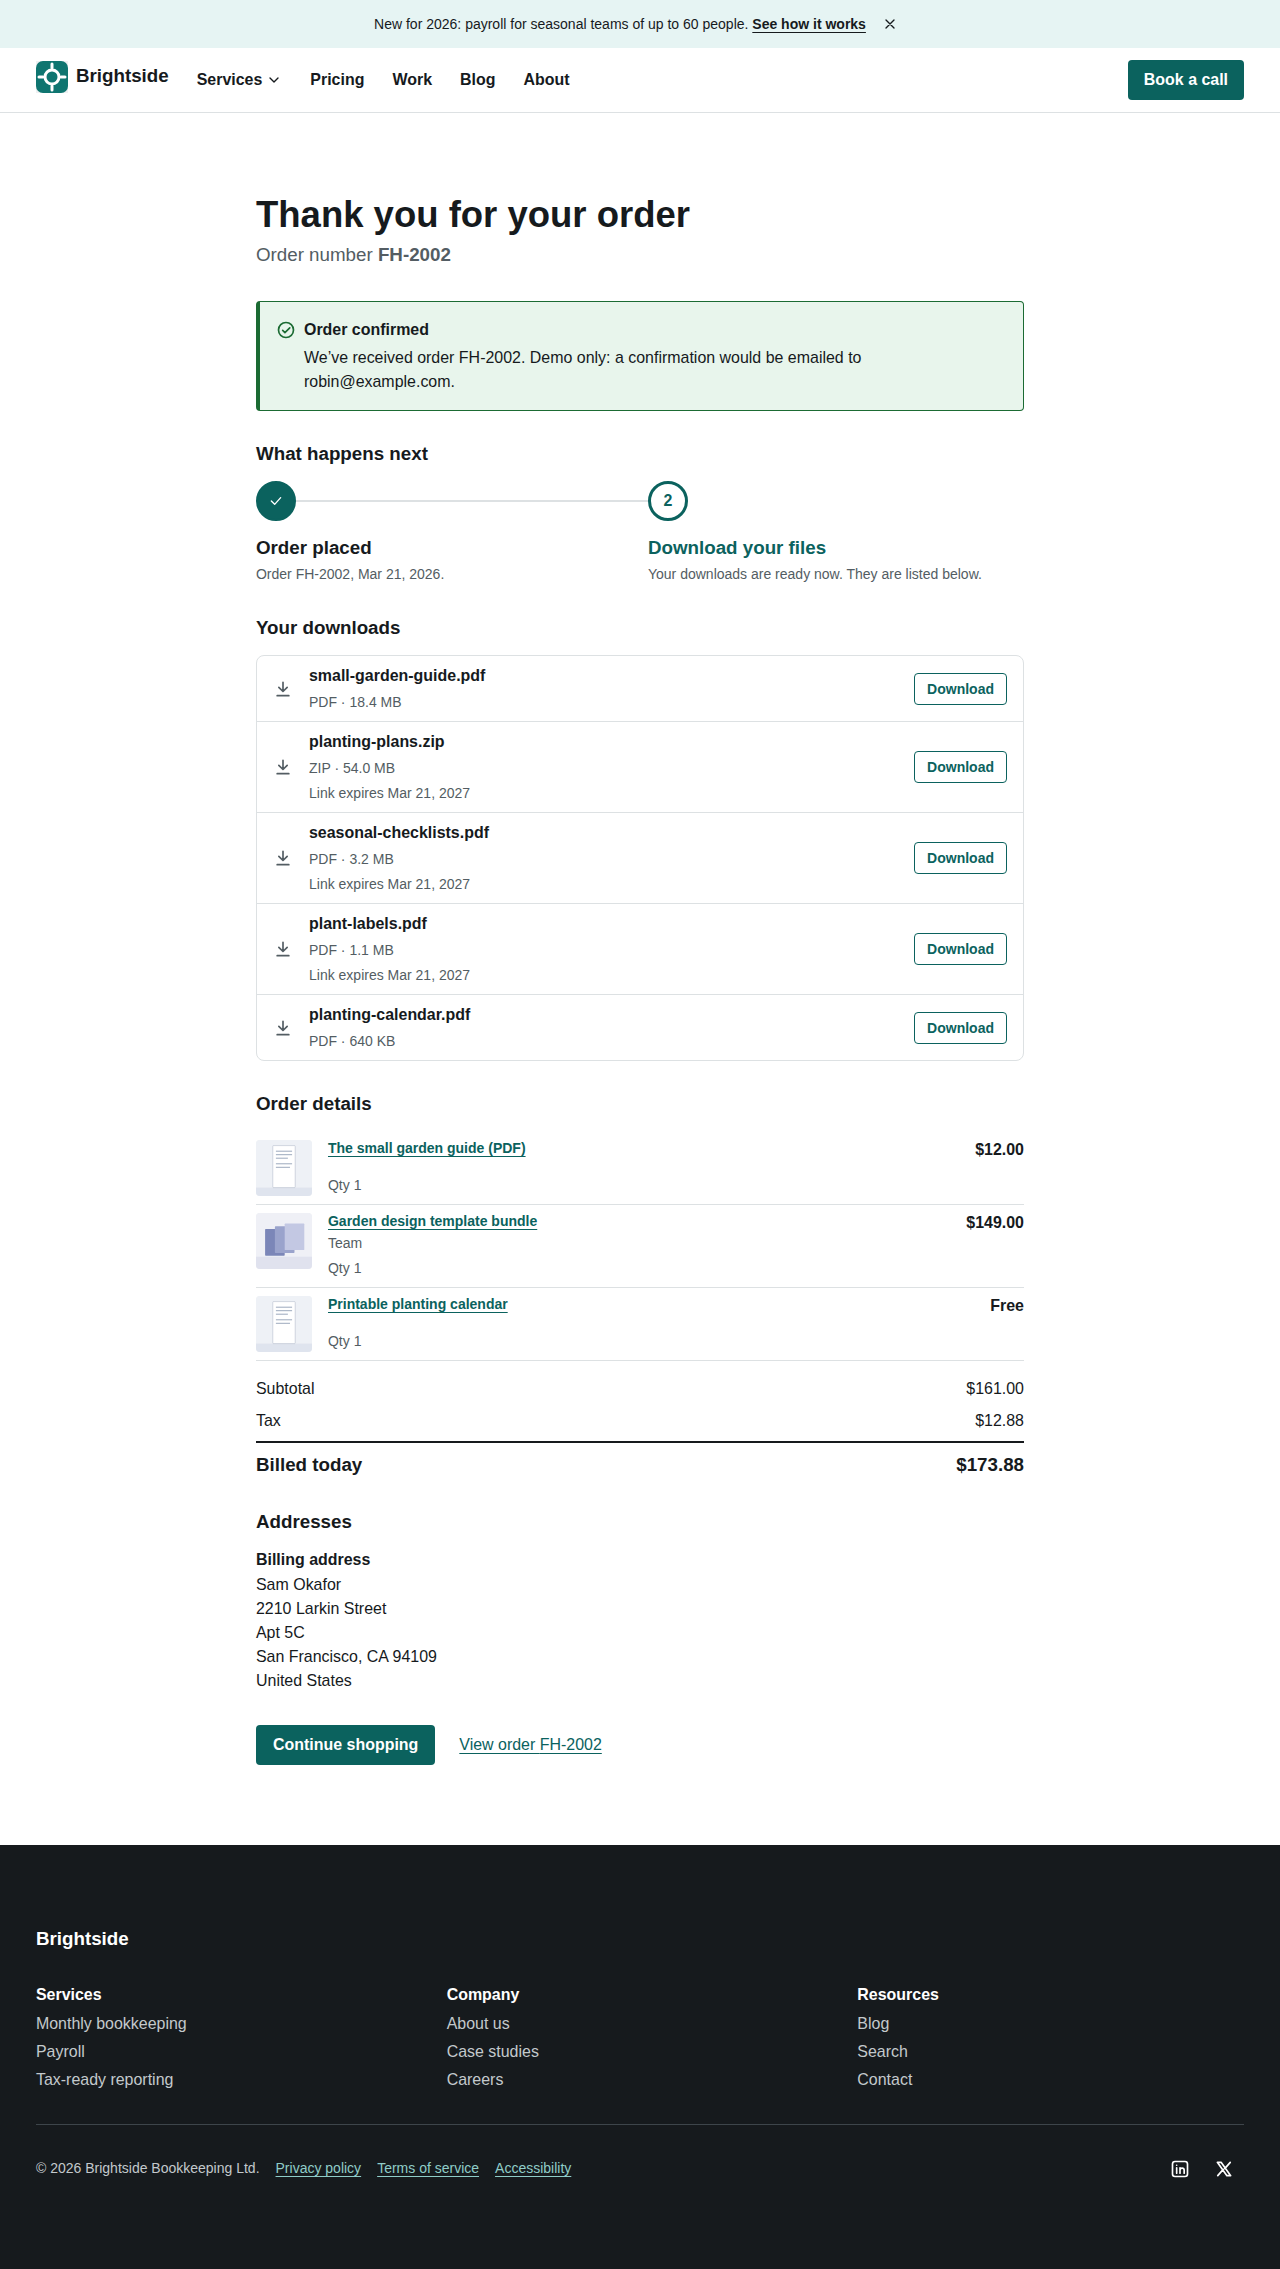 New for 2026: payroll for seasonal teams of up to 60 people. See how it works
Brightside
Services
Pricing
Work
Blog
About
Book a call
Thank you for your order
Order number FH-2002
Order confirmed
We’ve received order FH-2002. Demo only: a confirmation would be emailed to
robin@example.com.
What happens next
2
Order placed
Order FH-2002, Mar 21, 2026.
Download your files
Your downloads are ready now. They are listed below.
Your downloads
small-garden-guide.pdf
PDF · 18.4 MB
Download
planting-plans.zip
ZIP · 54.0 MB
Link expires Mar 21, 2027
Download
seasonal-checklists.pdf
PDF · 3.2 MB
Link expires Mar 21, 2027
Download
plant-labels.pdf
PDF · 1.1 MB
Link expires Mar 21, 2027
Download
planting-calendar.pdf
PDF · 640 KB
Download
Order details
The small garden guide (PDF)
$12.00
Qty 1
Garden design template bundle
$149.00
Team
Qty 1
Printable planting calendar
Free
Qty 1
Subtotal
$161.00
Tax
$12.88
Billed today
$173.88
Addresses
Billing address
Sam Okafor
2210 Larkin Street
Apt 5C
San Francisco, CA 94109
United States
Continue shopping
View order FH-2002
Brightside
Services
Monthly bookkeeping
Payroll
Tax-ready reporting
Company
About us
Case studies
Careers
Resources
Blog
Search
Contact
© 2026 Brightside Bookkeeping Ltd.
Privacy policy
Terms of service
Accessibility